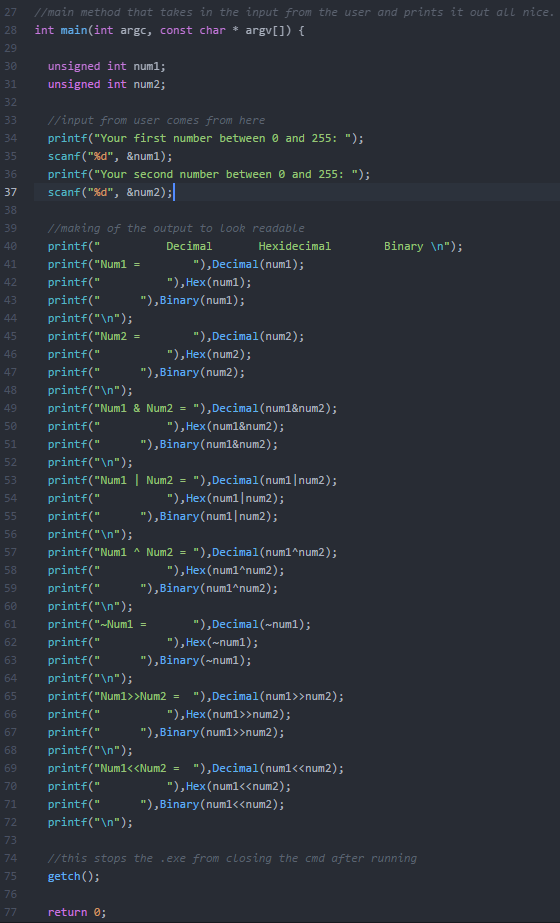 27 //main method that takes in the input from the user and prints it out all nice.
28 int main(int argc, const char * argv[]) {
29
30   unsigned int num1;
31   unsigned int num2;
32
33   //input from user comes from here
34   printf("Your first number between 0 and 255: ");
35   scanf("%d", &num1);
36   printf("Your second number between 0 and 255: ");
37   scanf("%d", &num2);
38
39   //making of the output to look readable
40   printf("          Decimal       Hexidecimal        Binary \n");
41   printf("Num1 =        "),Decimal(num1);
42   printf("          "),Hex(num1);
43   printf("      "),Binary(num1);
44   printf("\n");
45   printf("Num2 =        "),Decimal(num2);
46   printf("          "),Hex(num2);
47   printf("      "),Binary(num2);
48   printf("\n");
49   printf("Num1 & Num2 = "),Decimal(num1&num2);
50   printf("          "),Hex(num1&num2);
51   printf("      "),Binary(num1&num2);
52   printf("\n");
53   printf("Num1 | Num2 = "),Decimal(num1|num2);
54   printf("          "),Hex(num1|num2);
55   printf("      "),Binary(num1|num2);
56   printf("\n");
57   printf("Num1 ^ Num2 = "),Decimal(num1^num2);
58   printf("          "),Hex(num1^num2);
59   printf("      "),Binary(num1^num2);
60   printf("\n");
61   printf("~Num1 =       "),Decimal(~num1);
62   printf("          "),Hex(~num1);
63   printf("      "),Binary(~num1);
64   printf("\n");
65   printf("Num1>>Num2 =  "),Decimal(num1>>num2);
66   printf("          "),Hex(num1>>num2);
67   printf("      "),Binary(num1>>num2);
68   printf("\n");
69   printf("Num1<<Num2 =  "),Decimal(num1<<num2);
70   printf("          "),Hex(num1<<num2);
71   printf("      "),Binary(num1<<num2);
72   printf("\n");
73
74   //this stops the .exe from closing the cmd after running
75   getch();
76
77   return 0;